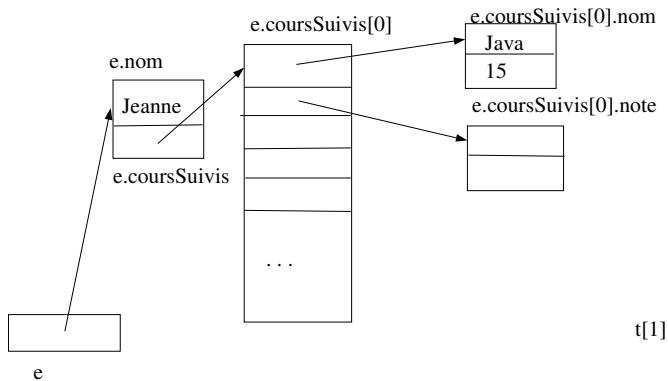 e.coursSuivis[0]
e.coursSuivis[0].nom
Java
15
e.nom
Jeanne
e.coursSuivis
e.coursSuivis[0].note
. . .
t[1]
e